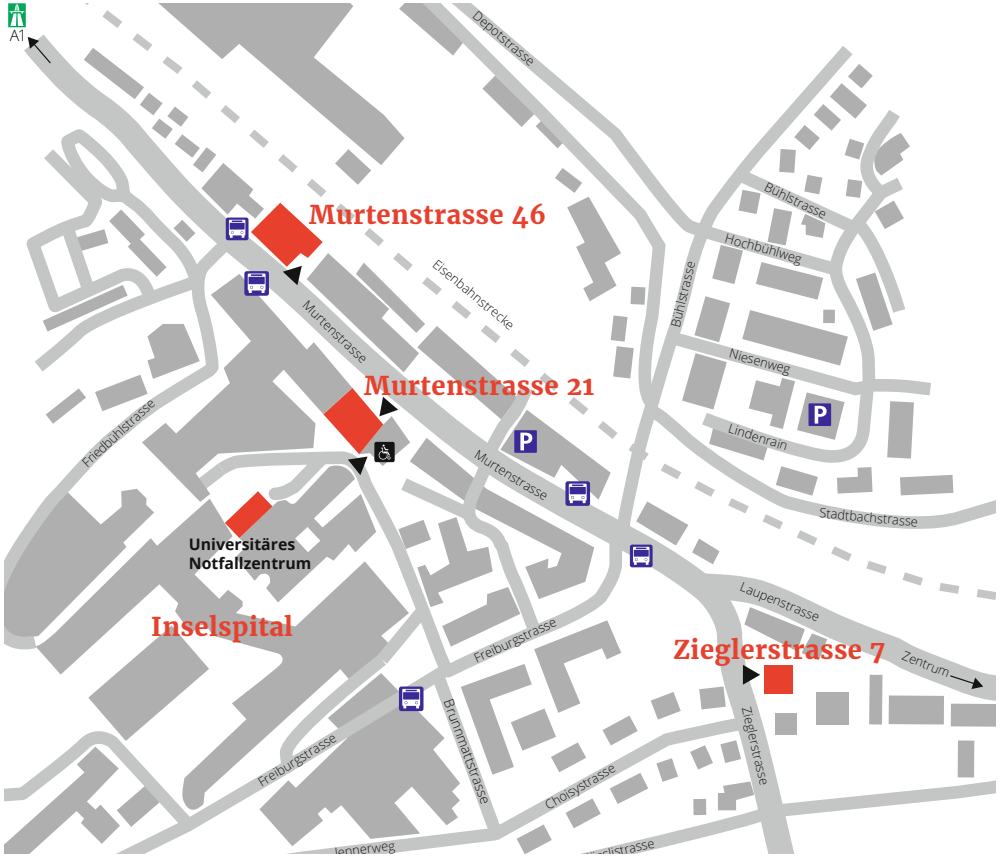 A1
Depotstrasse
Murtenstrasse 46
Bühlstrasse
Hochbühlweg
Eisenbahnstrecke
Bühlstrasse
Murtenstrasse
Niesenweg
Murtenstrasse 21
P
Friedbühlstrasse
P
Lindenrain
Murtenstrasse
Stadtbachstrasse
Universitäres
Notfallzentrum
Laupenstrasse
Inselspital
Freiburgstrasse
Zieglerstrasse 7
Zentrum
Brunnmattstrasse
Zieglerstrasse
Freiburgstrasse
Choisystrasse
Jennerweg